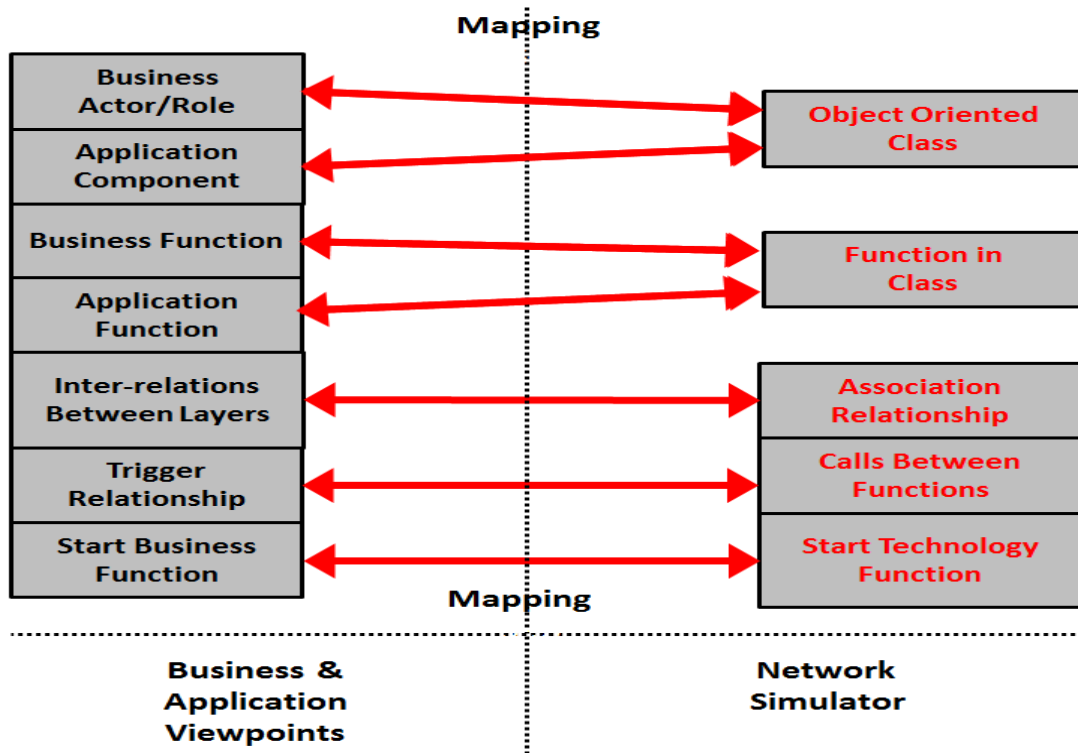 Mapping
Business
Actor/Role
Application
Component
Business Function
Application
Function
Inter-relations
Between Layers
Trigger
Relationship
Start Business
Function
Object Oriented
Class
Function in
Class
Association
Relationship
Calls Between
Functions
Start Technology
Function
Mapping
Business &
Application
Viewpoints
Network
Simulator